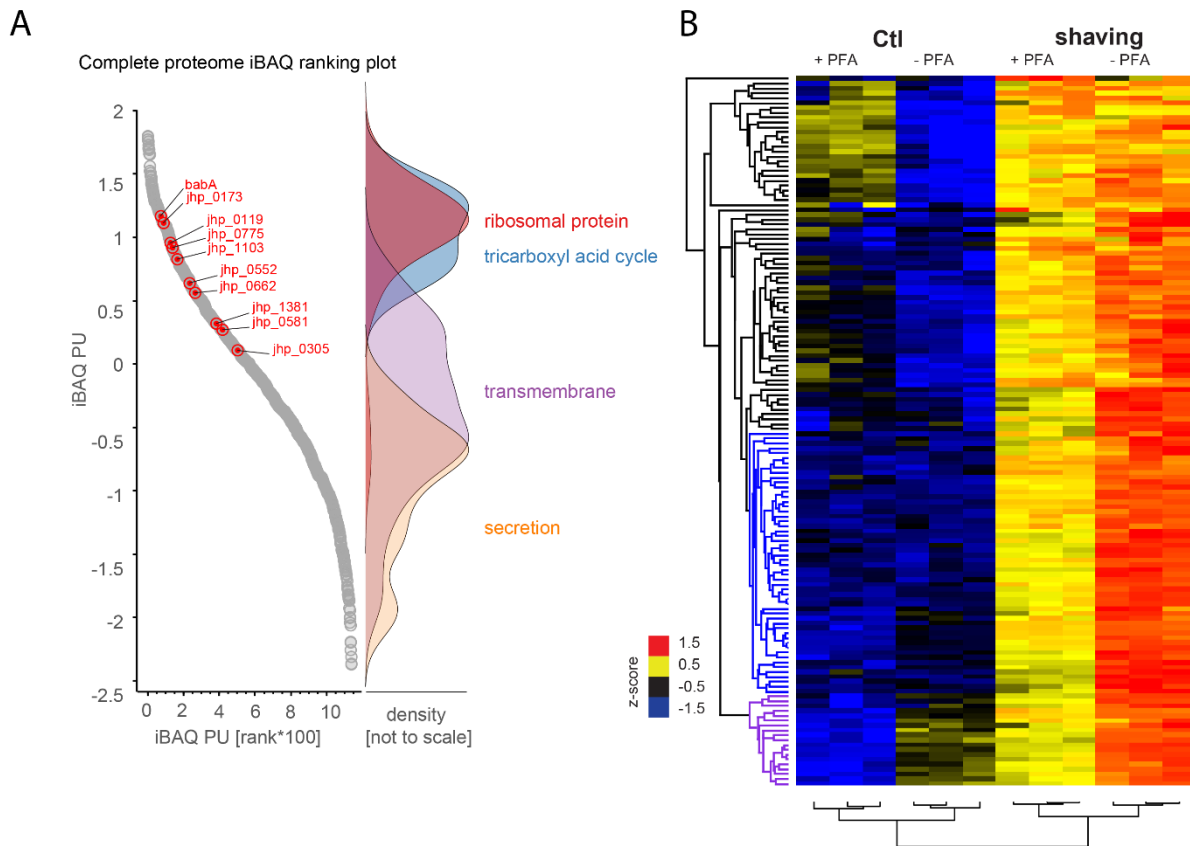 A
Complete proteome iBAQ ranking plot
2
1.5
1
0.5
0
-0.5
-1
-1.5
-2
-2.5
iBAQ PU
babA
jhp_0173
jhp_0119
jhp_0775
jhp_1103
jhp_0552
jhp_0662
jhp_1381
jhp_0581
jhp_0305
0 2 4 6 8 10
iBAQ PU [rank*100]
ribosomal protein
tricarboxyl acid cycle
transmembrane
secretion
density
[not to scale]
B
Ctl shaving
+ PFA - PFA + PFA - PFA
z-score
1.5
0.5
-0.5
-1.5